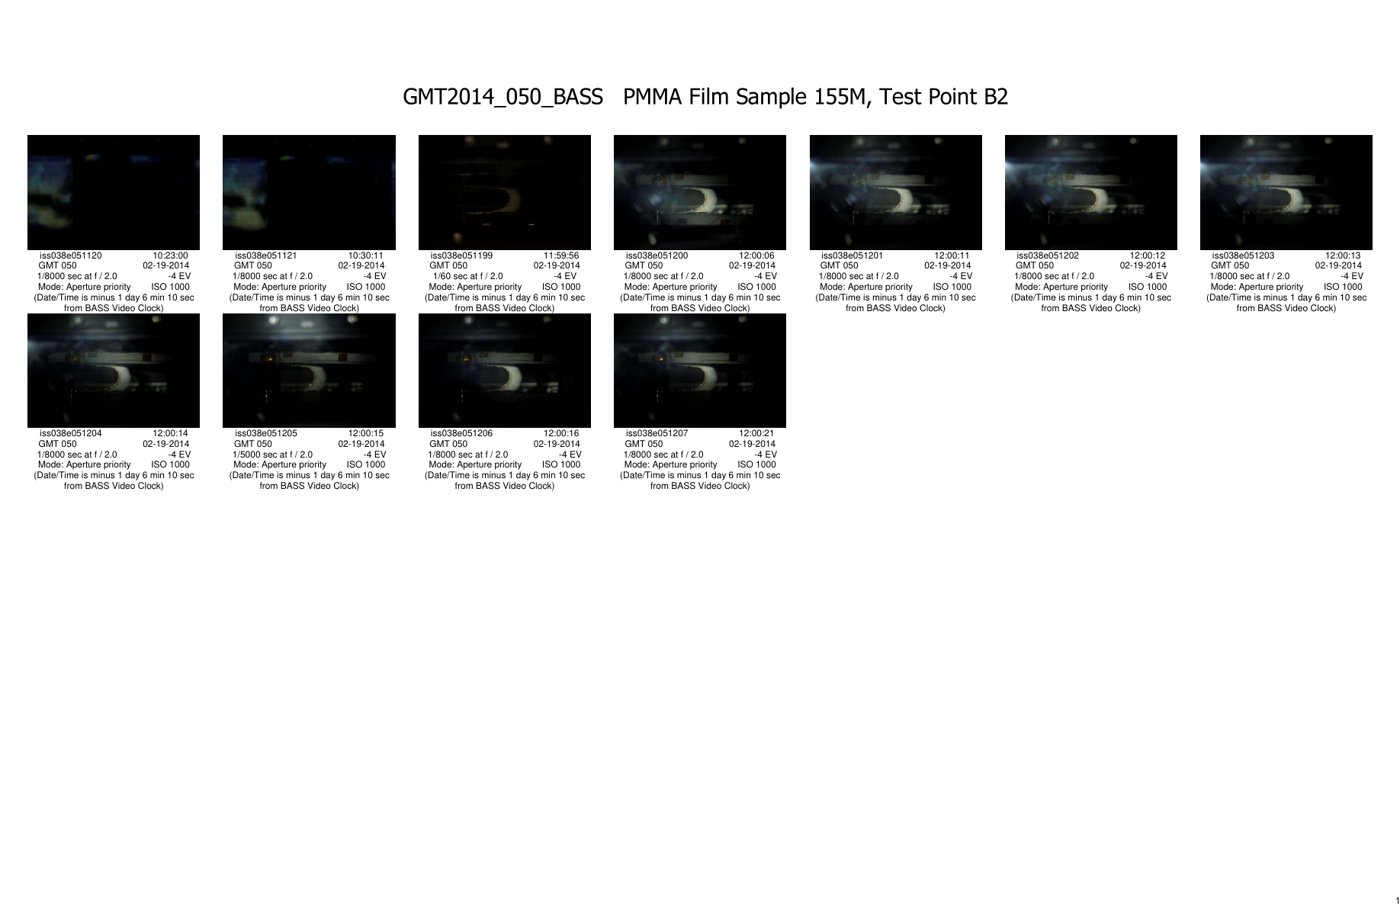 GMT2014_050_BASS   PMMA Film Sample 155M, Test Point B2
iss038e051120 10:23:00
GMT 050 02-19-2014
1/8000 sec at f / 2.0 -4 EV
Mode: Aperture priority ISO 1000
(Date/Time is minus 1 day 6 min 10 sec
from BASS Video Clock)
iss038e051121 10:30:11
GMT 050 02-19-2014
1/8000 sec at f / 2.0 -4 EV
Mode: Aperture priority ISO 1000
(Date/Time is minus 1 day 6 min 10 sec
from BASS Video Clock)
iss038e051199 11:59:56
GMT 050 02-19-2014
1/60 sec at f / 2.0 -4 EV
Mode: Aperture priority ISO 1000
(Date/Time is minus 1 day 6 min 10 sec
from BASS Video Clock)
iss038e051200 12:00:06
GMT 050 02-19-2014
1/8000 sec at f / 2.0 -4 EV
Mode: Aperture priority ISO 1000
(Date/Time is minus 1 day 6 min 10 sec
from BASS Video Clock)
iss038e051201 12:00:11
GMT 050 02-19-2014
1/8000 sec at f / 2.0 -4 EV
Mode: Aperture priority ISO 1000
(Date/Time is minus 1 day 6 min 10 sec
from BASS Video Clock)
iss038e051202 12:00:12
GMT 050 02-19-2014
1/8000 sec at f / 2.0 -4 EV
Mode: Aperture priority ISO 1000
(Date/Time is minus 1 day 6 min 10 sec
from BASS Video Clock)
iss038e051203 12:00:13
GMT 050 02-19-2014
1/8000 sec at f / 2.0 -4 EV
Mode: Aperture priority ISO 1000
(Date/Time is minus 1 day 6 min 10 sec
from BASS Video Clock)
iss038e051204 12:00:14
GMT 050 02-19-2014
1/8000 sec at f / 2.0 -4 EV
Mode: Aperture priority ISO 1000
(Date/Time is minus 1 day 6 min 10 sec
from BASS Video Clock)
iss038e051205 12:00:15
GMT 050 02-19-2014
1/5000 sec at f / 2.0 -4 EV
Mode: Aperture priority ISO 1000
(Date/Time is minus 1 day 6 min 10 sec
from BASS Video Clock)
iss038e051206 12:00:16
GMT 050 02-19-2014
1/8000 sec at f / 2.0 -4 EV
Mode: Aperture priority ISO 1000
(Date/Time is minus 1 day 6 min 10 sec
from BASS Video Clock)
iss038e051207 12:00:21
GMT 050 02-19-2014
1/8000 sec at f / 2.0 -4 EV
Mode: Aperture priority ISO 1000
(Date/Time is minus 1 day 6 min 10 sec
from BASS Video Clock)